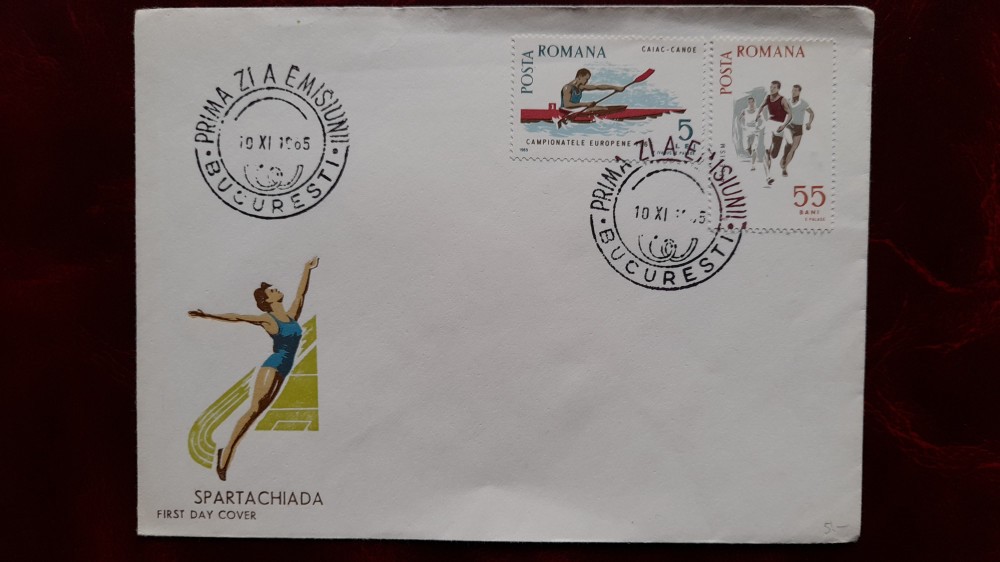 PRIMA ZI A EMISIUNII
10 XI 1965
BUCURESTI
POSTA ROMANA
CAIAC-CANOE
5
CAMPIONATELE EUROPENE
POSTA ROMANA
55
BANI
PRIMA ZI A EMISIUNII
10 XI
BUCURESTI
SPARTACHIADA
FIRST DAY COVER
5-